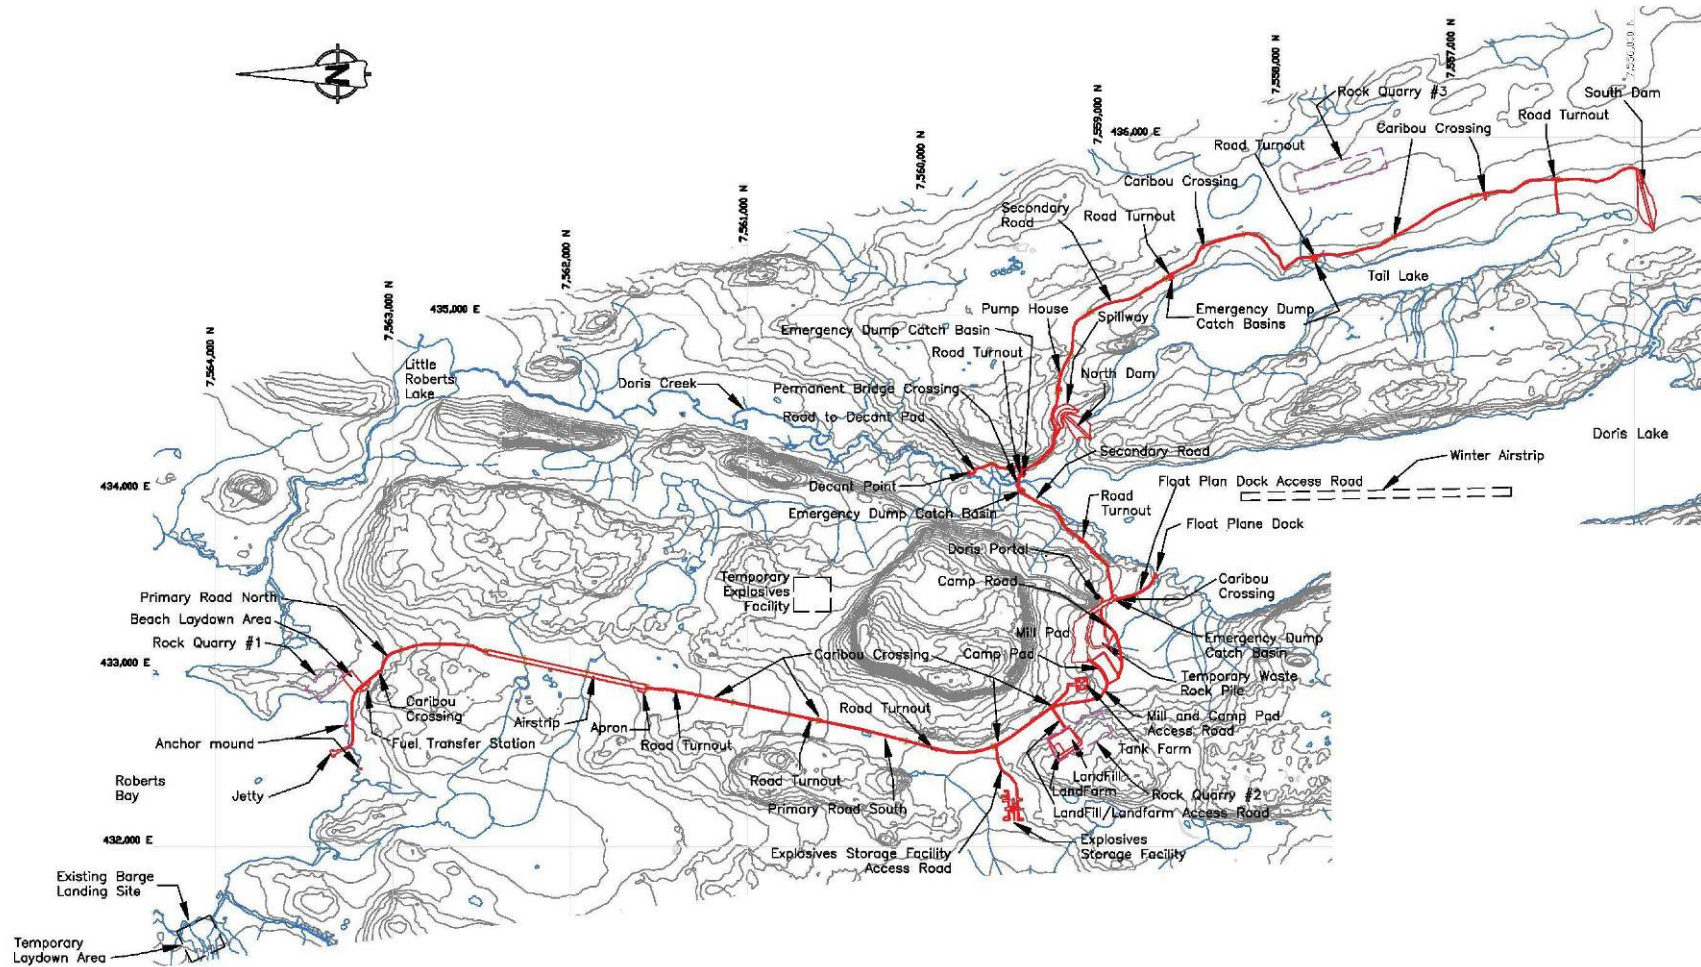 N
7,556,000 N
7,557,000 N
7,558,000 N
7,559,000 N
7,560,000 N
7,561,000 N
7,562,000 N
7,563,000 N
7,564,000 N
436,000 E
435,000 E
434,000 E
433,000 E
432,000 E
Rock Quarry #3
South Dam
Road Turnout
Caribou Crossing
Road Turnout
Caribou Crossing
Secondary
Road
Road Turnout
Tail Lake
Pump House
Spillway
Emergency Dump
Catch Basins
Emergency Dump Catch Basin
Road Turnout
North Dam
Little
Roberts
Lake
Doris Creek
Permanent Bridge Crossing
Road to Decant Pad
Doris Lake
Secondary Road
Winter Airstrip
Decant Point
Float Plan Dock Access Road
Road
Turnout
Emergency Dump Catch Basin
Float Plane Dock
Doris Portal
Temporary
Explosives
Facility
Camp Road
Caribou
Crossing
Primary Road North
Beach Laydown Area
Rock Quarry #1
Mill Pad
Emergency Dump
Catch Basin
Caribou Crossing
Camp Pad
Temporary Waste
Rock Pile
Caribou
Crossing
Airstrip
Apron
Road Turnout
Road Turnout
Mill and Camp Pad
Access Road
Anchor mound
Fuel Transfer Station
Tank Farm
Roberts
Bay
Jetty
Road Turnout
LandFill
LandFarm
Rock Quarry #2
Primary Road South
LandFill/Landfarm Access Road
Explosives Storage Facility
Access Road
Explosives
Storage Facility
Existing Barge
Landing Site
Temporary
Laydown Area